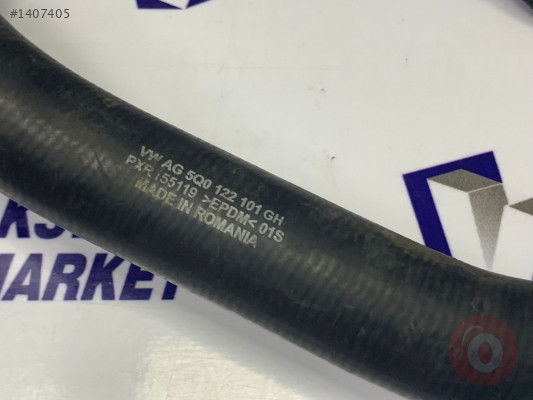 #1407405
VW AG 5Q0 122 101 GH
PXR 155119 >EPDM< 01S
MADE IN ROMANIA
MARKET